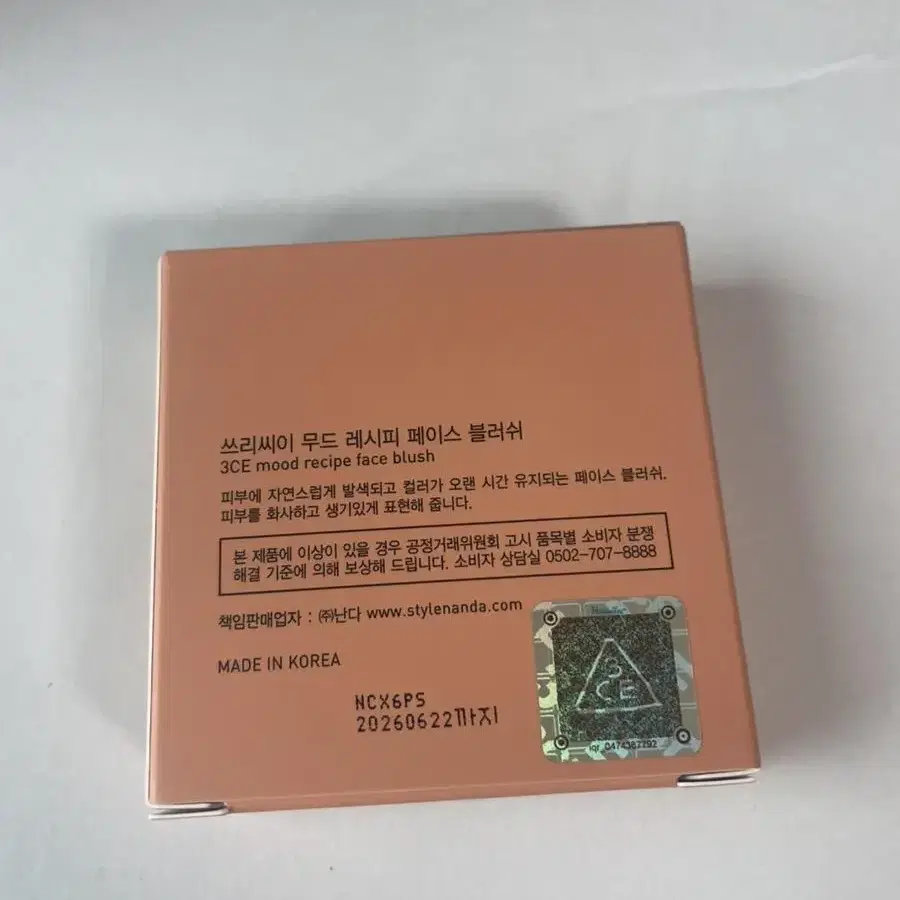 쓰리씨이 무드 레시피 페이스 블러쉬
3CE mood recipe face blush
피부에 자연스럽게 발색되고 컬러가 오랜 시간 유지되는 페이스 블러쉬.
피부를 화사하고 생기있게 표현해 줍니다.
본 제품에 이상이 있을 경우 공정거래위원회 고시 품목별 소비자 분쟁
해결 기준에 의해 보상해 드립니다. 소비자 상담실 0502-707-8888
책임판매업자 : ㈜난다 www.stylenanda.com
MADE IN KOREA
NCX6PS
20260622까지
3
CE
iqr_0474387792